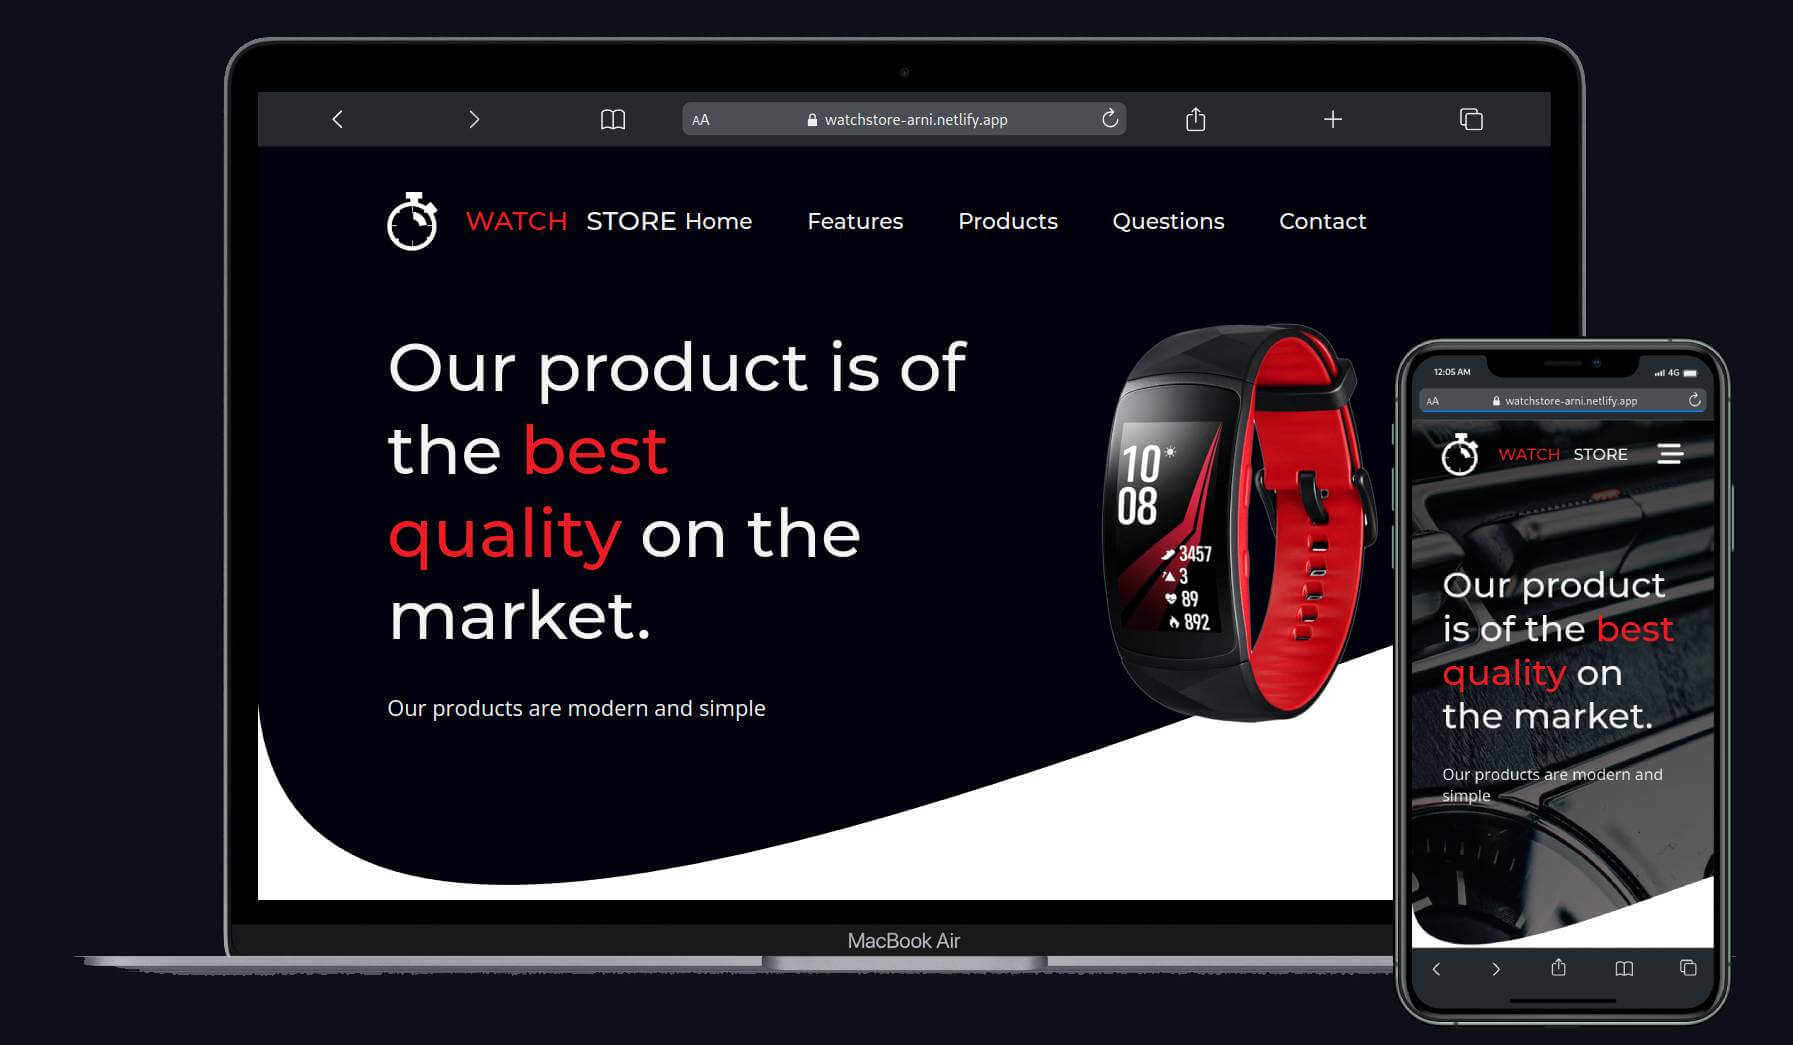 AA watchstore-arni.netlify.app
WATCH STORE Home Features Products Questions Contact
Our product is of
the best
quality on the
market.
Our products are modern and simple
10
08
3457
3
89
892
MacBook Air
12:05 AM 4G
AA watchstore-arni.netlify.app
WATCH STORE
Our product
is of the best
quality on
the market.
Our products are modern and
simple